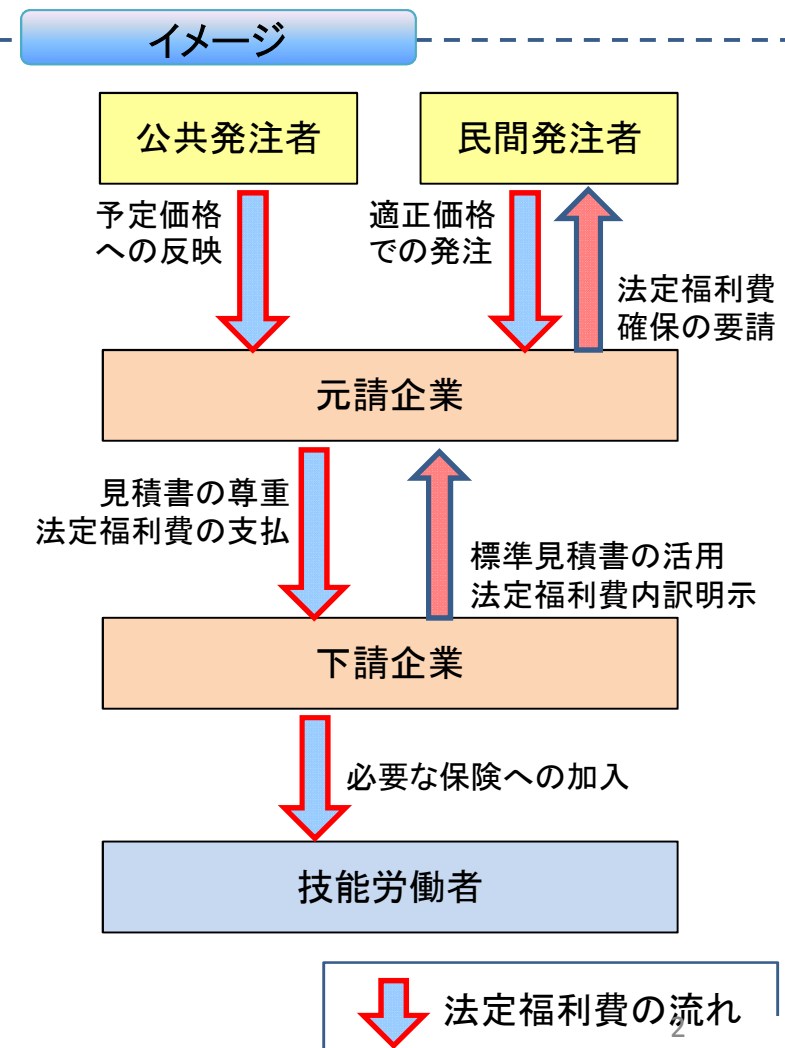 イメージ
公共発注者
民間発注者
予定価格
への反映
適正価格
での発注
法定福利費
確保の要請
元請企業
見積書の尊重
法定福利費の支払
標準見積書の活用
法定福利費内訳明示
下請企業
必要な保険への加入
技能労働者
法定福利費の流れ
2